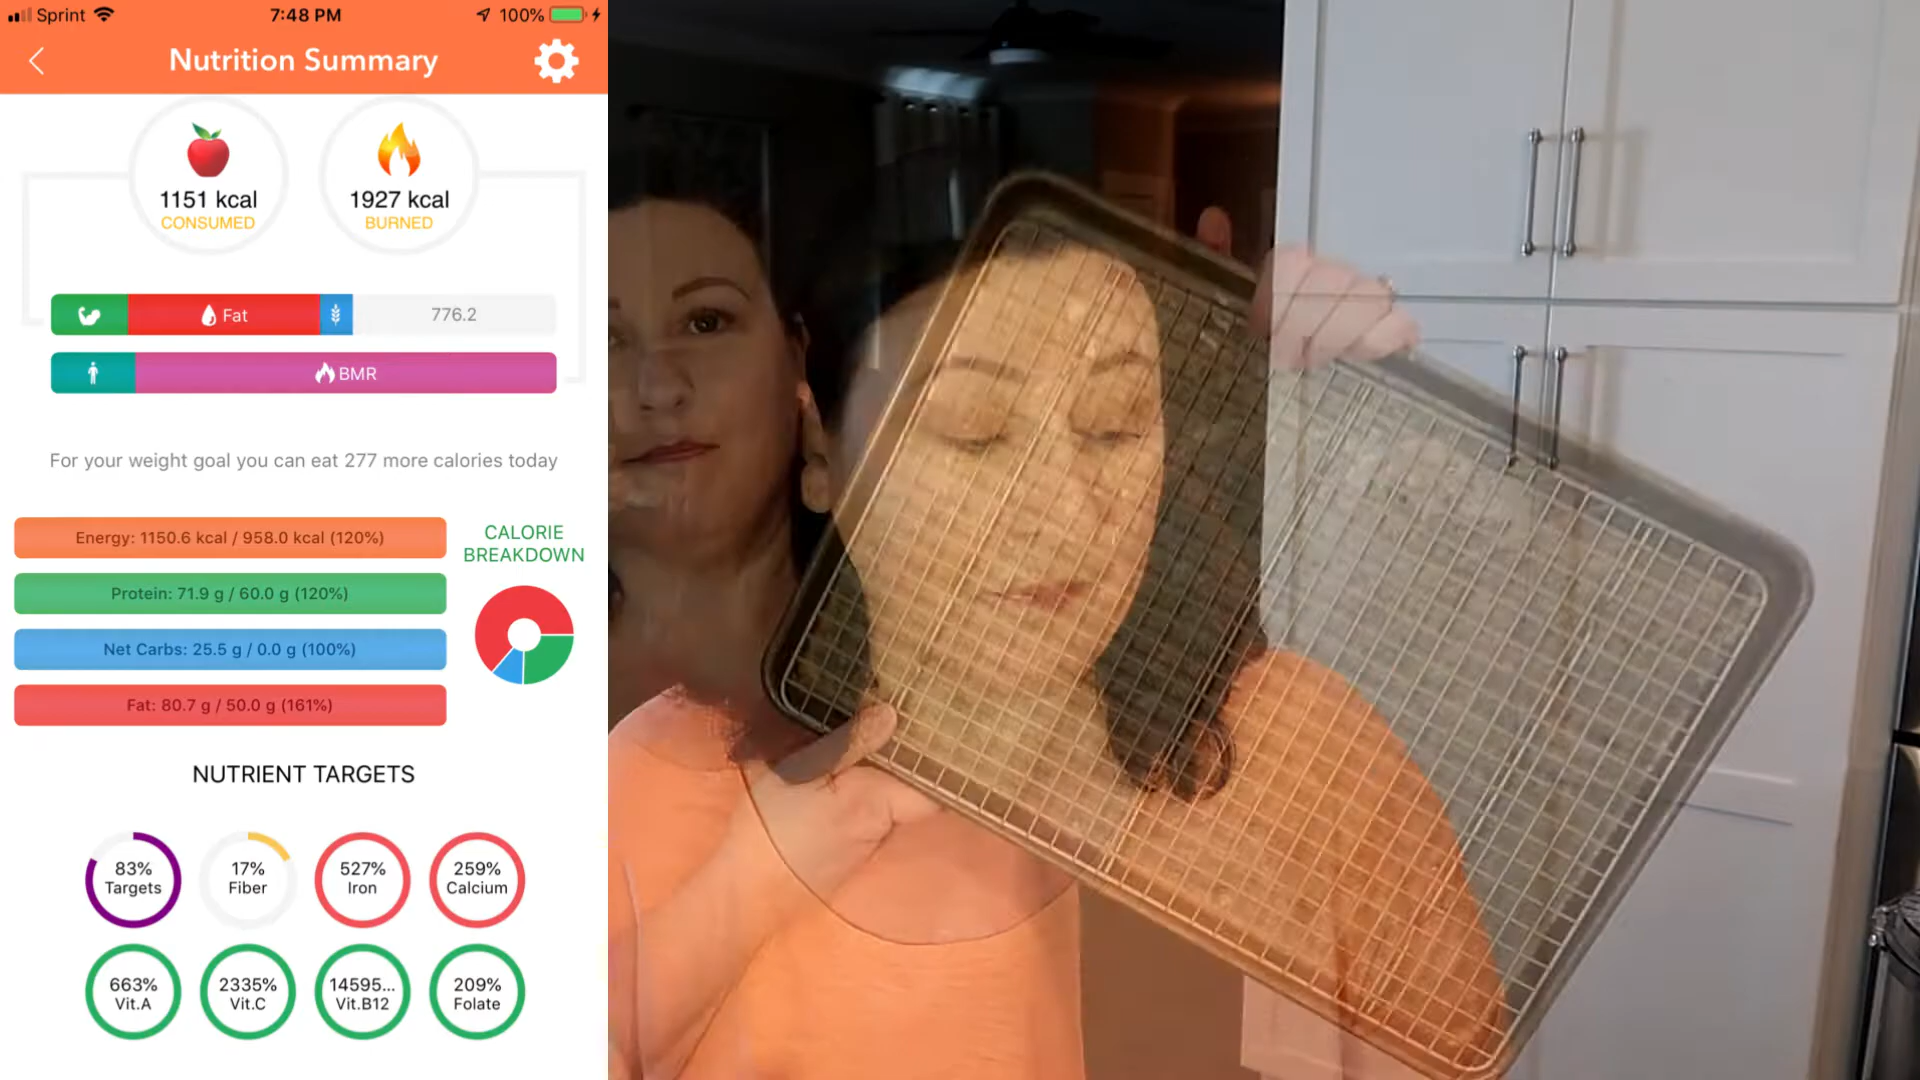 Sprint 7:48 PM 100%
Nutrition Summary
1151 kcal
CONSUMED
1927 kcal
BURNED
Fat 776.2
BMR
For your weight goal you can eat 277 more calories today
Energy: 1150.6 kcal / 958.0 kcal (120%)
Protein: 71.9 g / 60.0 g (120%)
Net Carbs: 25.5 g / 0.0 g (100%)
Fat: 80.7 g / 50.0 g (161%)
CALORIE
BREAKDOWN
NUTRIENT TARGETS
83%
Targets
17%
Fiber
527%
Iron
259%
Calcium
663%
Vit.A
2335%
Vit.C
14595...
Vit.B12
209%
Folate